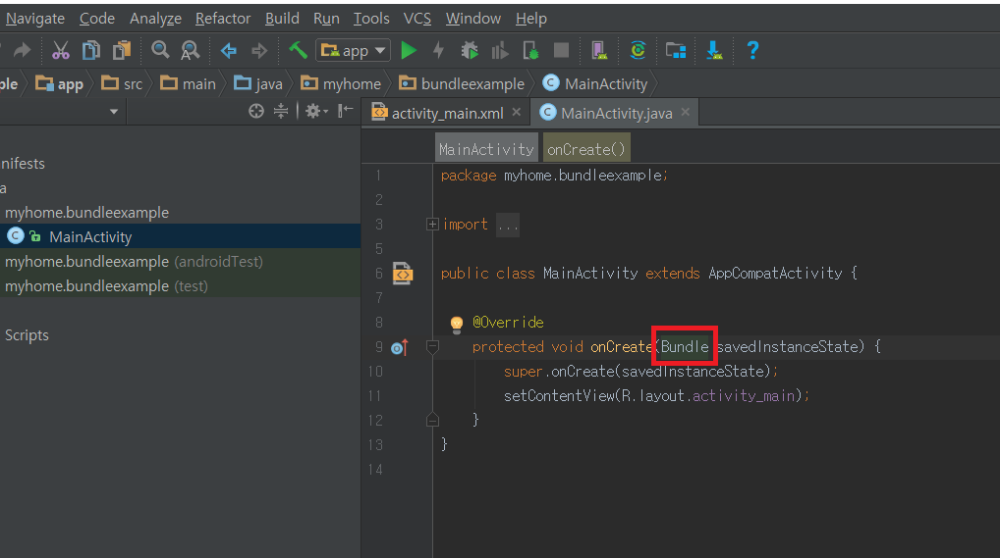 Navigate Code Analyze Refactor Build Run Tools VCS Window Help
app
ple app src main java myhome bundleexample MainActivity
activity_main.xml MainActivity.java
MainActivity onCreate()
nifests
a
myhome.bundleexample
MainActivity
myhome.bundleexample (androidTest)
myhome.bundleexample (test)
Scripts
1 package myhome.bundleexample;
2
3 import ...
5
6 public class MainActivity extends AppCompatActivity {
7
8 @Override
9 protected void onCreate(Bundle savedInstanceState) {
10 super.onCreate(savedInstanceState);
11 setContentView(R.layout.activity_main);
12 }
13 }
14